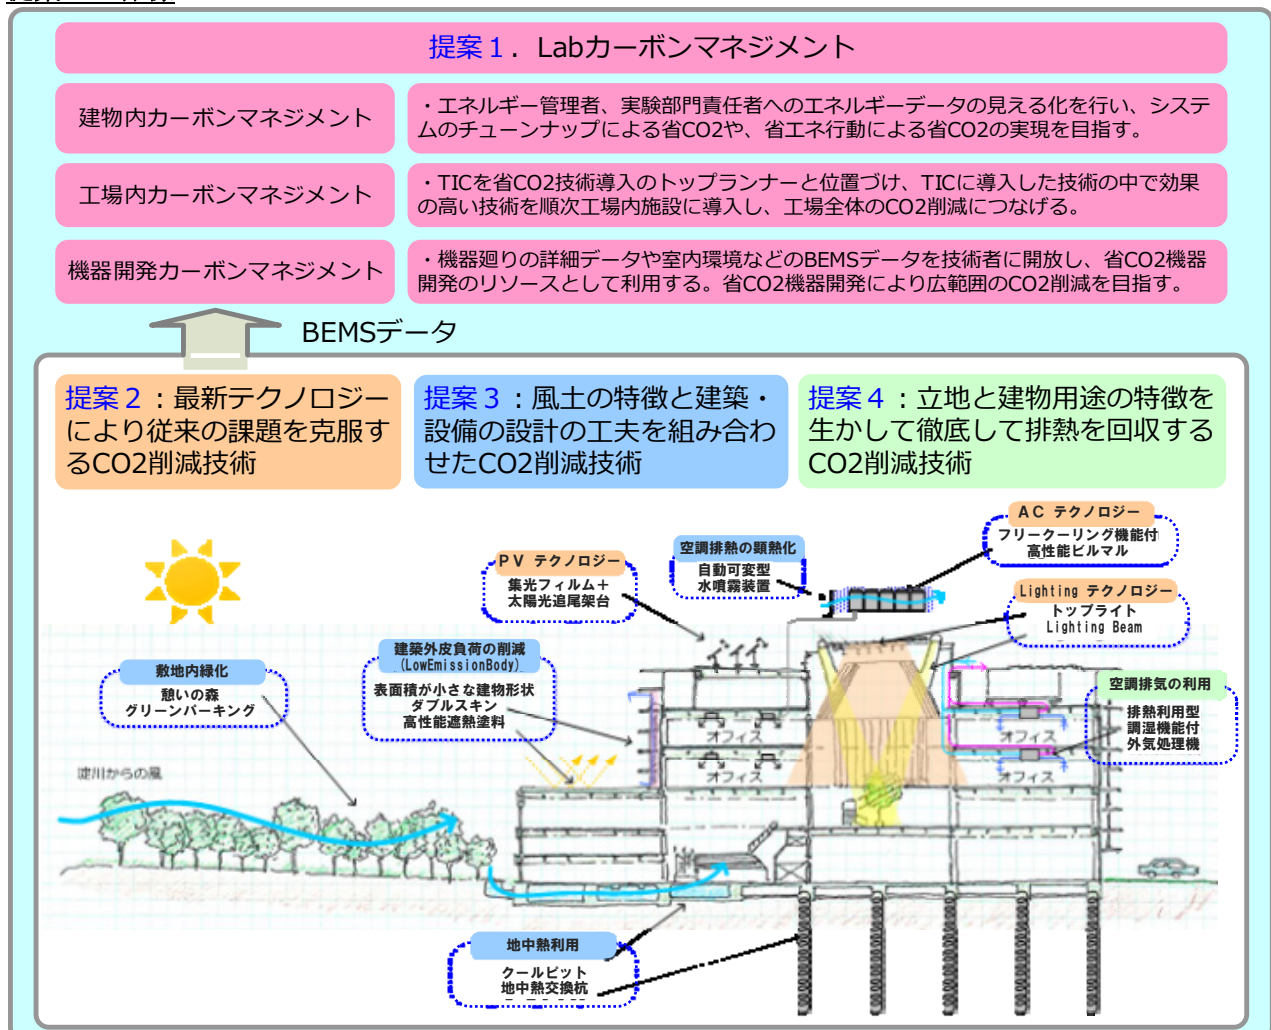 提案１．Labカーボンマネジメント
建物内カーボンマネジメント
・エネルギー管理者、実験部門責任者へのエネルギーデータの見える化を行い、システ
ムのチューンナップによる省CO2や、省エネ行動による省CO2の実現を目指す。
工場内カーボンマネジメント
・TICを省CO2技術導入のトップランナーと位置づけ、TICに導入した技術の中で効果
の高い技術を順次工場内施設に導入し、工場全体のCO2削減につなげる。
機器開発カーボンマネジメント
・機器廻りの詳細データや室内環境などのBEMSデータを技術者に開放し、省CO2機器
開発のリソースとして利用する。省CO2機器開発により広範囲のCO2削減を目指す。
BEMSデータ
提案２：最新テクノロジー
により従来の課題を克服す
るCO2削減技術
提案３：風土の特徴と建築・
設備の設計の工夫を組み合わ
せたCO2削減技術
提案４：立地と建物用途の特徴を
生かして徹底して排熱を回収する
CO2削減技術
AC テクノロジー
フリークーリング機能付
高性能ビルマル
空調排熱の顕熱化
自動可変型
水噴霧装置
PV テクノロジー
集光フィルム＋
太陽光追尾架台
Lighting テクノロジー
トップライト
Lighting Beam
建築外皮負荷の削減
(LowEmissionBody)
表面積が小さな建物形状
ダブルスキン
高性能遮熱塗料
敷地内緑化
憩いの森
グリーンパーキング
空調排気の利用
排熱利用型
調湿機能付
外気処理機
オフィス
オフィス
オフィス
オフィス
淀川からの風
地中熱利用
クールピット
地中熱交換杭